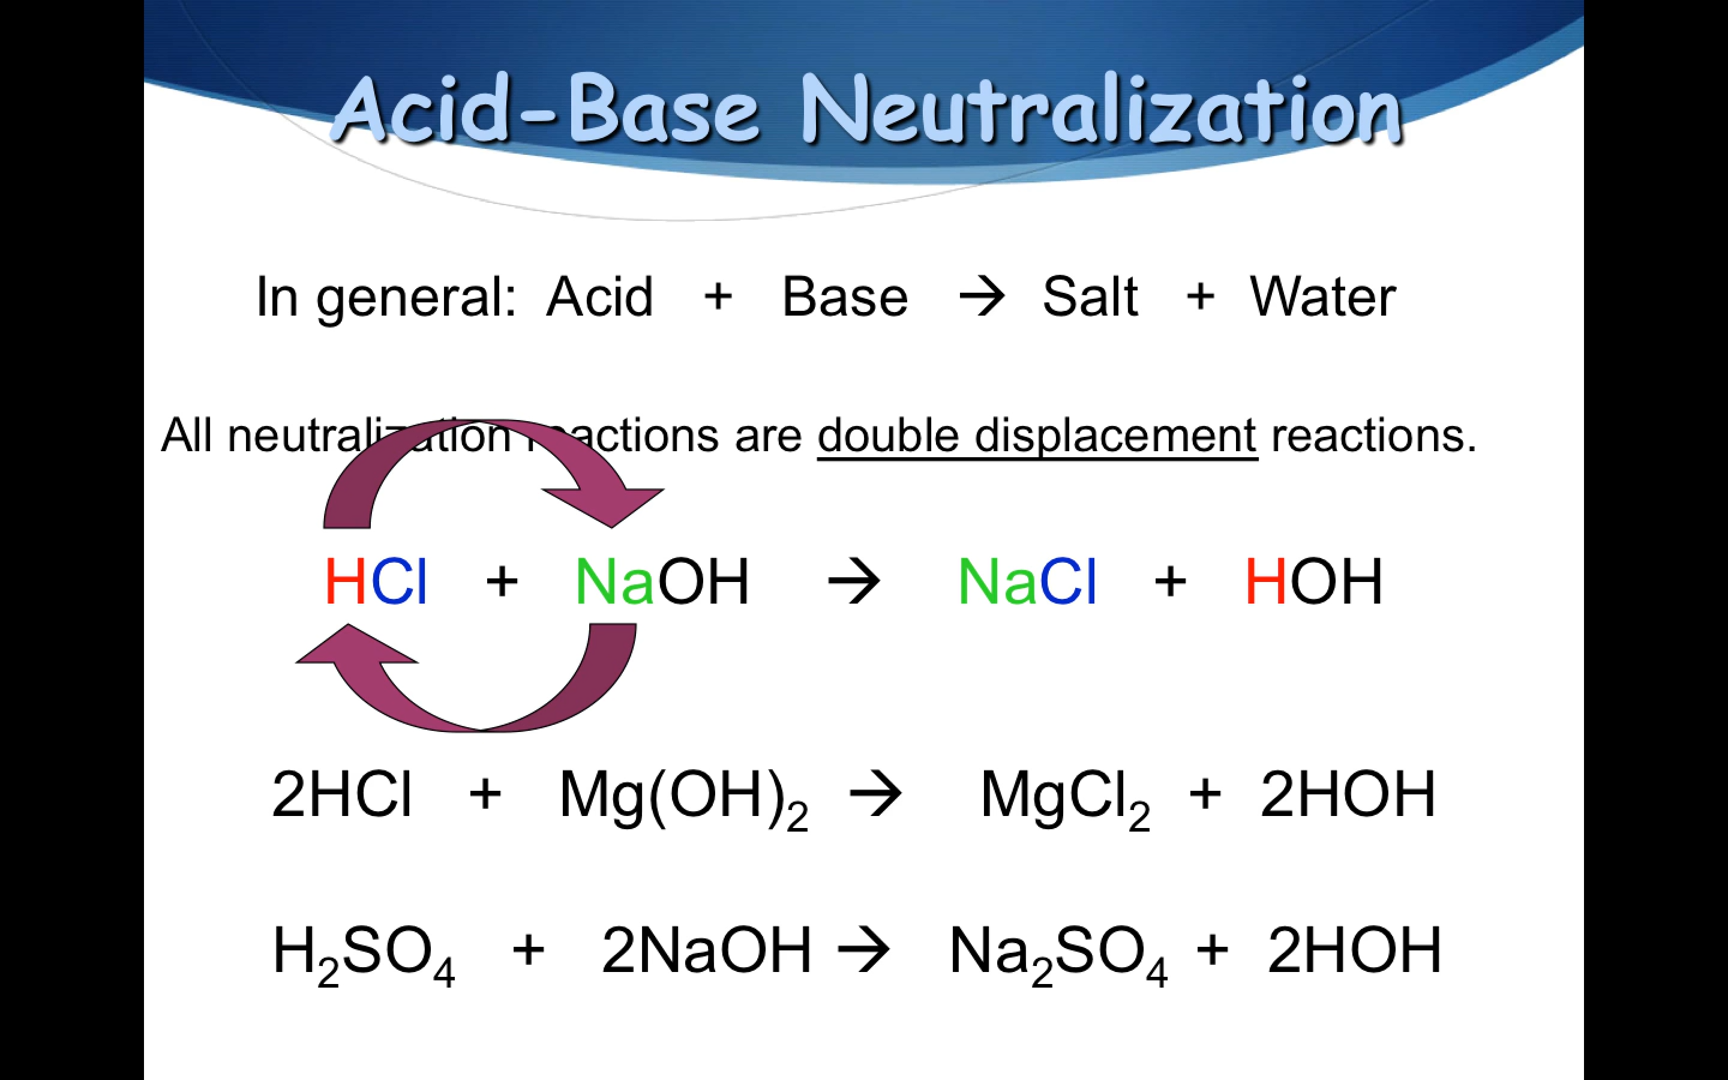 Acid-Base Neutralization
In general: Acid + Base → Salt + Water
All neutralization reactions are double displacement reactions.
HCl + NaOH → NaCl + HOH
2HCl + Mg(OH)₂ → MgCl₂ + 2HOH
H₂SO₄ + 2NaOH → Na₂SO₄ + 2HOH